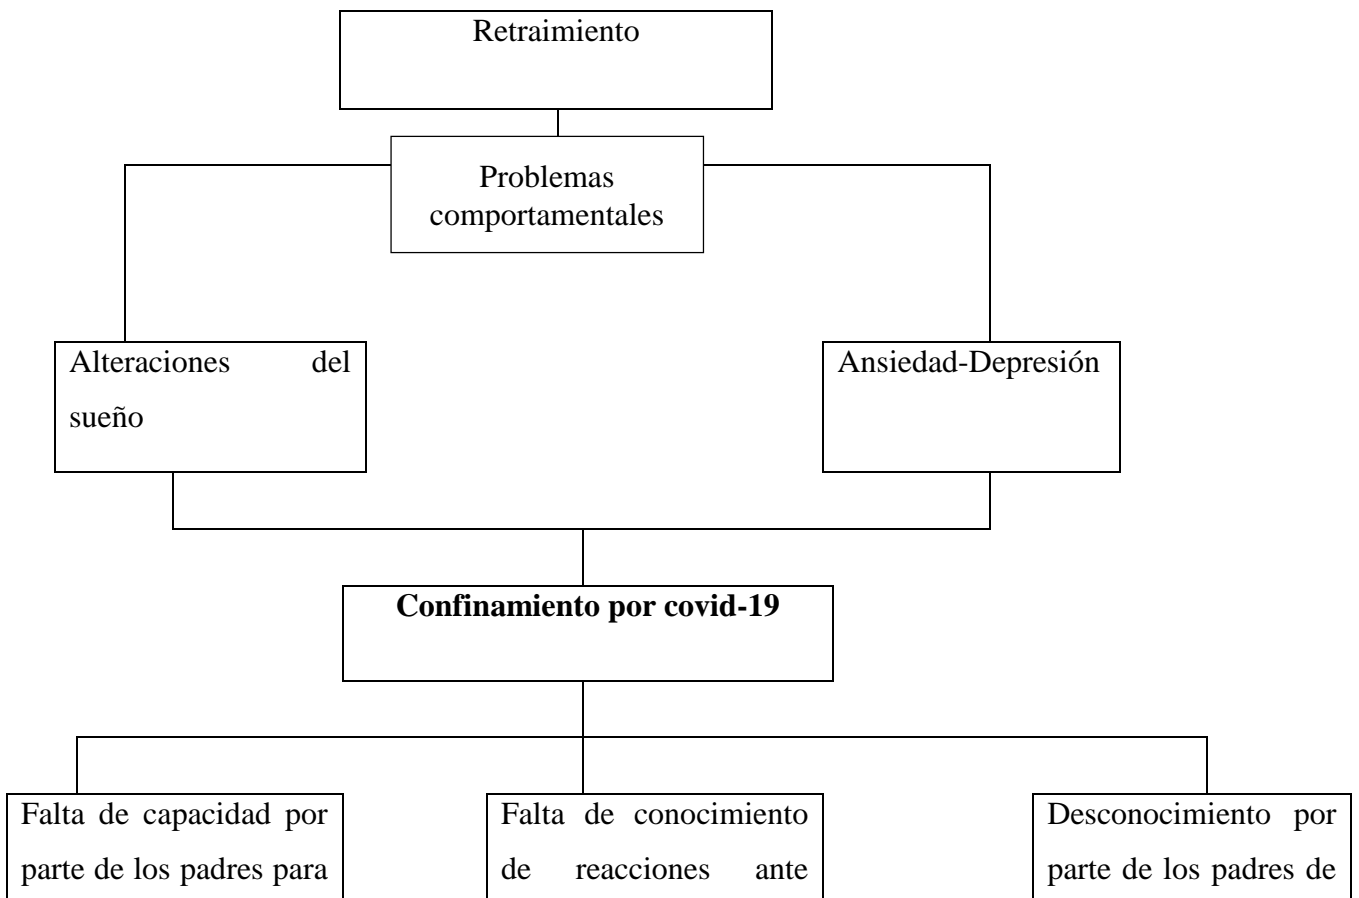 Retraimiento
Problemas
comportamentales
Alteraciones del
sueño
Ansiedad-Depresión
Confinamiento por covid-19
Falta de capacidad por
parte de los padres para
Falta de conocimiento
de reacciones ante
Desconocimiento por
parte de los padres de